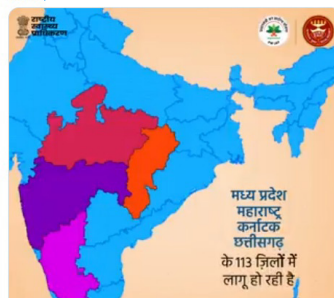 राष्ट्रीय
स्वास्थ्य
प्राधिकरण
मध्य प्रदेश
महाराष्ट्र
कर्नाटक
छत्तीसगढ़
के 113 ज़िलों में
लागू हो रही है